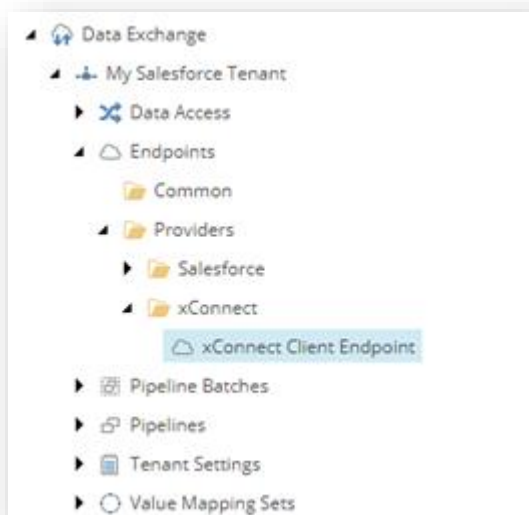 Data Exchange
My Salesforce Tenant
Data Access
Endpoints
Common
Providers
Salesforce
xConnect
xConnect Client Endpoint
Pipeline Batches
Pipelines
Tenant Settings
Value Mapping Sets